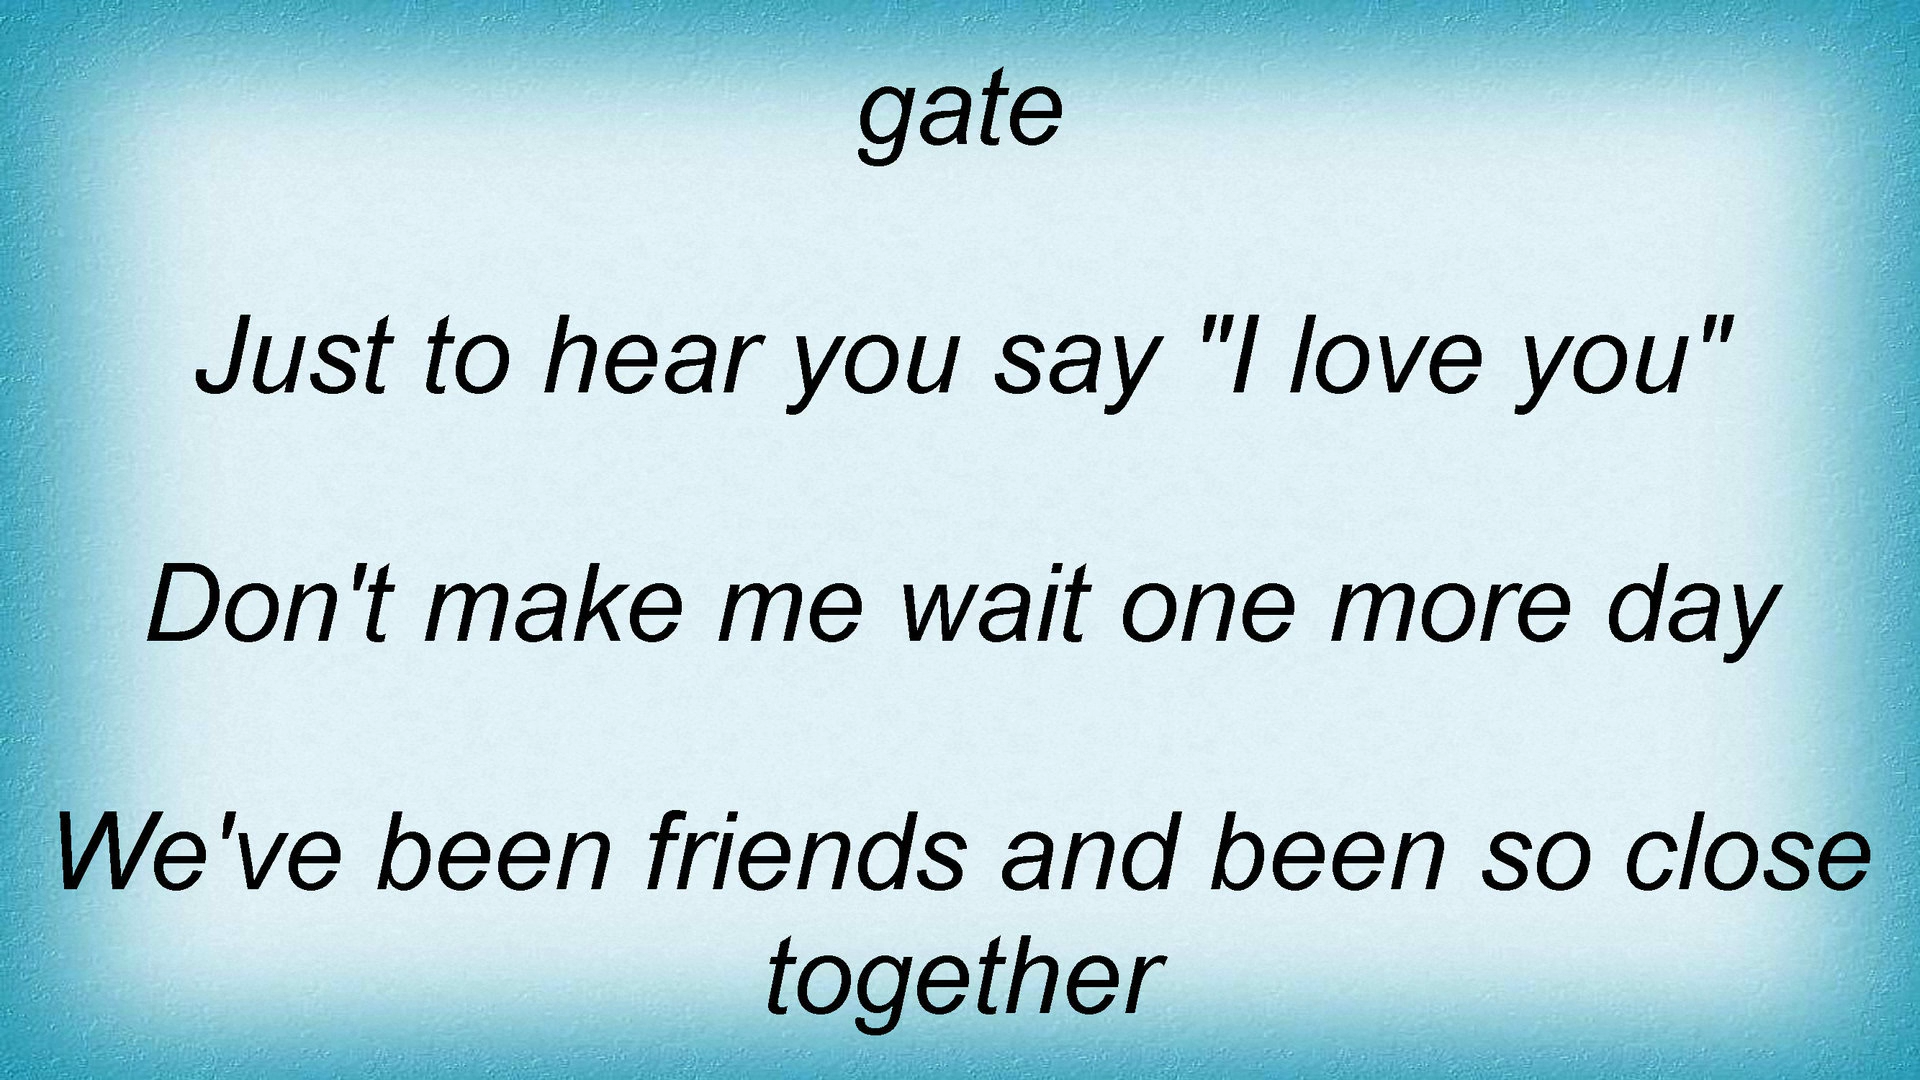 gate
Just to hear you say "I love you"
Don't make me wait one more day
We've been friends and been so close
together